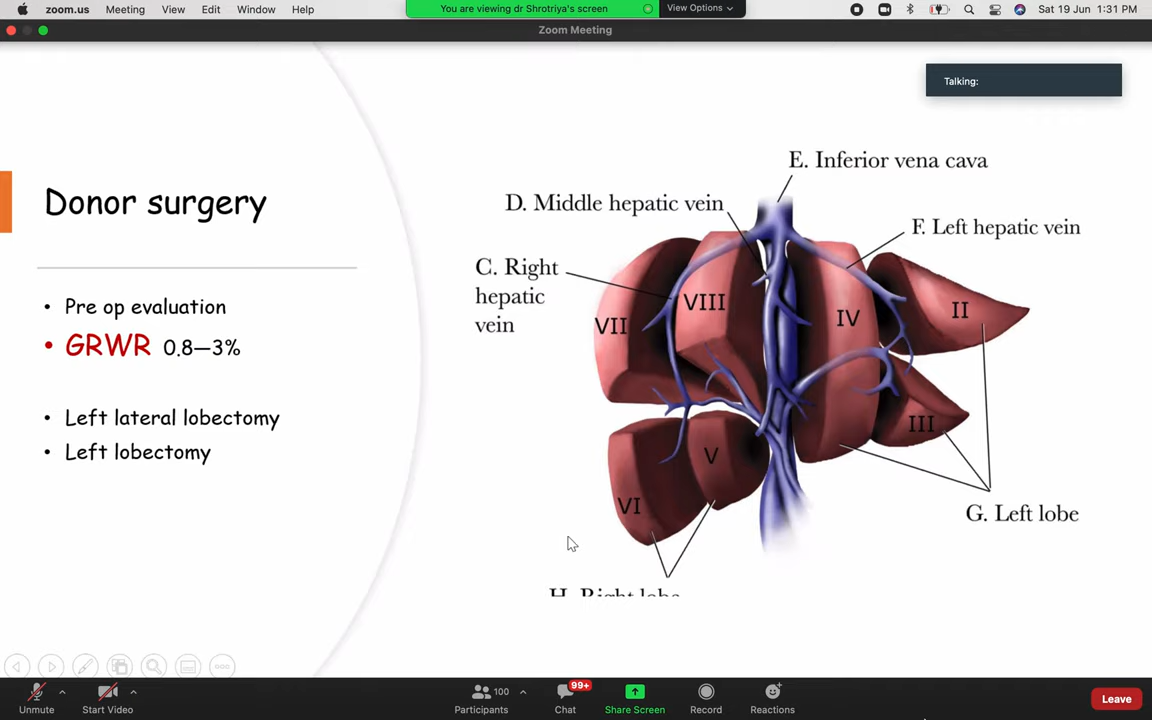 zoom.us Meeting View Edit Window Help
You are viewing dr Shrotriya's screen
View Options
Sat 19 Jun 1:31 PM
Zoom Meeting
Talking:
Donor surgery
• Pre op evaluation
• GRWR 0.8—3%
• Left lateral lobectomy
• Left lobectomy
E. Inferior vena cava
D. Middle hepatic vein
F. Left hepatic vein
C. Right
hepatic
vein
VII
VIII
IV
II
III
V
VI
G. Left lobe
H. Right lobe
Unmute
Start Video
100
Participants
99+
Chat
Share Screen
Record
Reactions
Leave